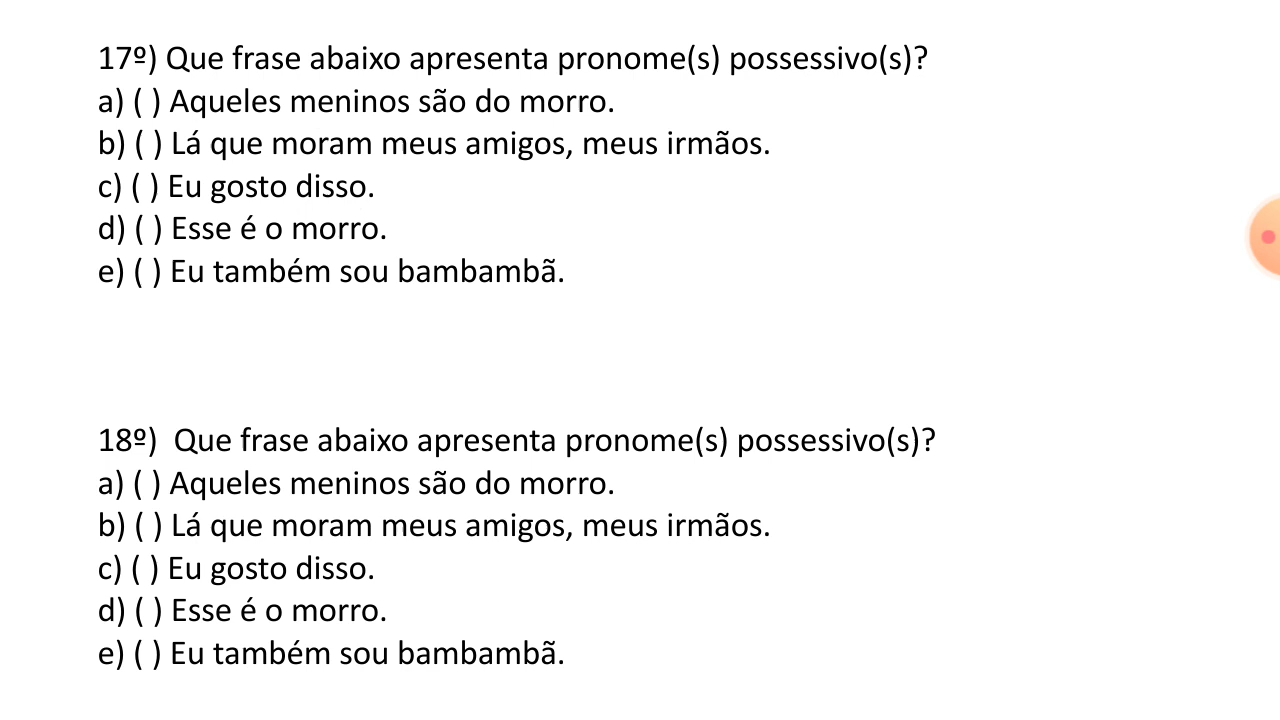 17º) Que frase abaixo apresenta pronome(s) possessivo(s)?
a) ( ) Aqueles meninos são do morro.
b) ( ) Lá que moram meus amigos, meus irmãos.
c) ( ) Eu gosto disso.
d) ( ) Esse é o morro.
e) ( ) Eu também sou bambambã.
18º)  Que frase abaixo apresenta pronome(s) possessivo(s)?
a) ( ) Aqueles meninos são do morro.
b) ( ) Lá que moram meus amigos, meus irmãos.
c) ( ) Eu gosto disso.
d) ( ) Esse é o morro.
e) ( ) Eu também sou bambambã.